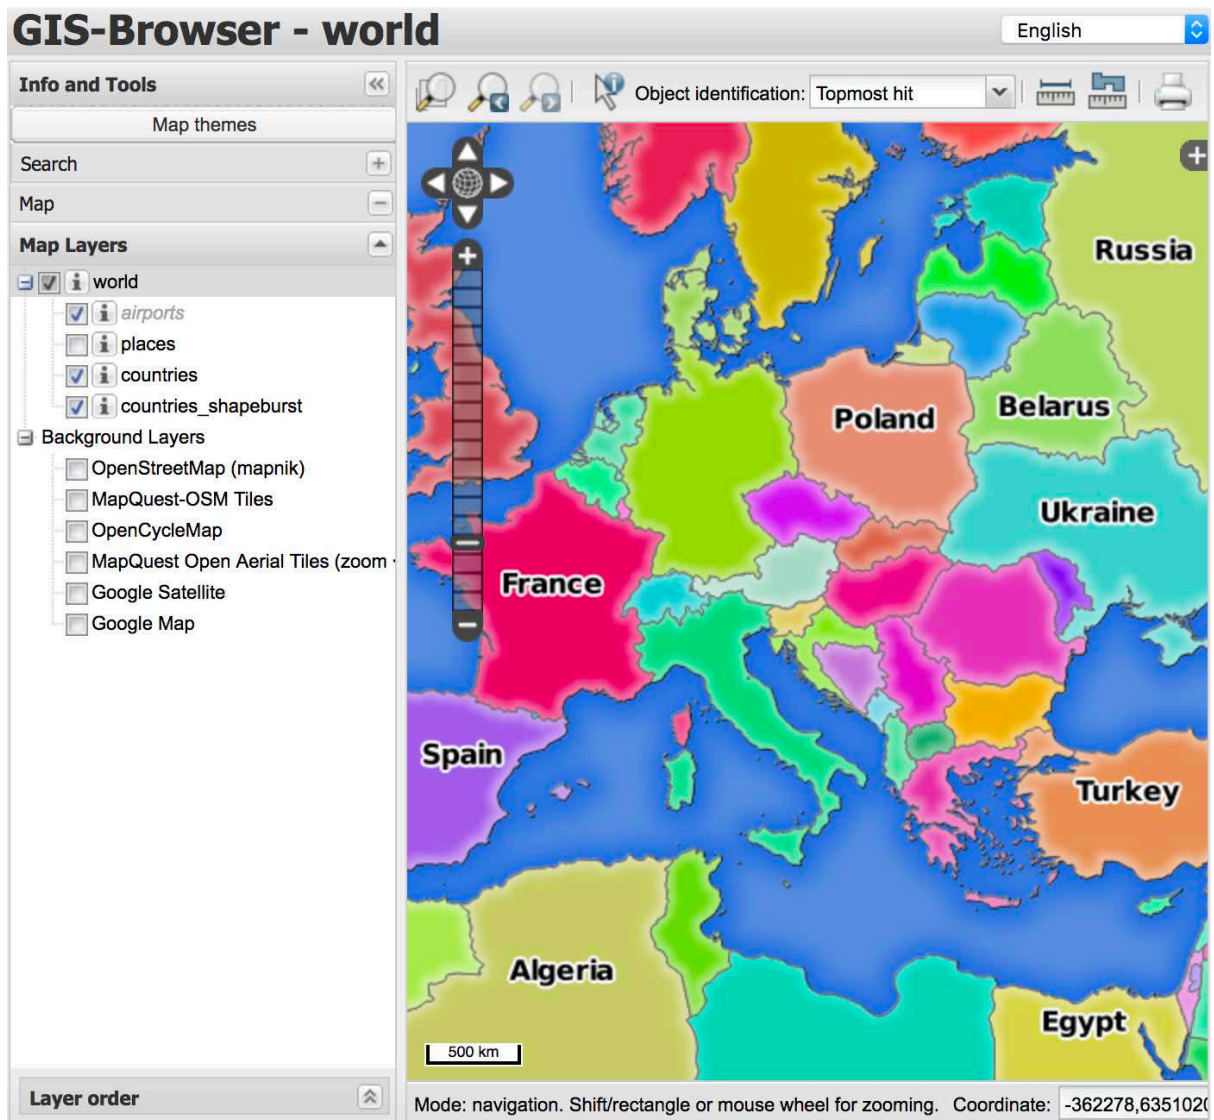 GIS-Browser - world
English
Info and Tools
Map themes
Search
Map
Map Layers
world
airports
places
countries
countries_shapeburst
Background Layers
OpenStreetMap (mapnik)
MapQuest-OSM Tiles
OpenCycleMap
MapQuest Open Aerial Tiles (zoom
Google Satellite
Google Map
Layer order
Object identification: Topmost hit
Russia
Belarus
Poland
Ukraine
France
Spain
Turkey
Algeria
Egypt
500 km
Mode: navigation. Shift/rectangle or mouse wheel for zooming. Coordinate: -362278,6351020